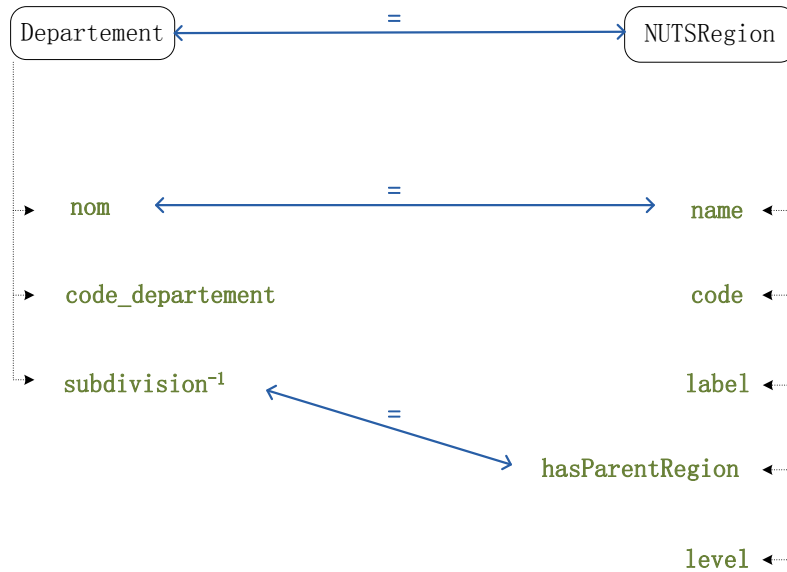 Departement = NUTSRegion
nom = name
code_departement code
subdivision⁻¹ label
=
hasParentRegion
level